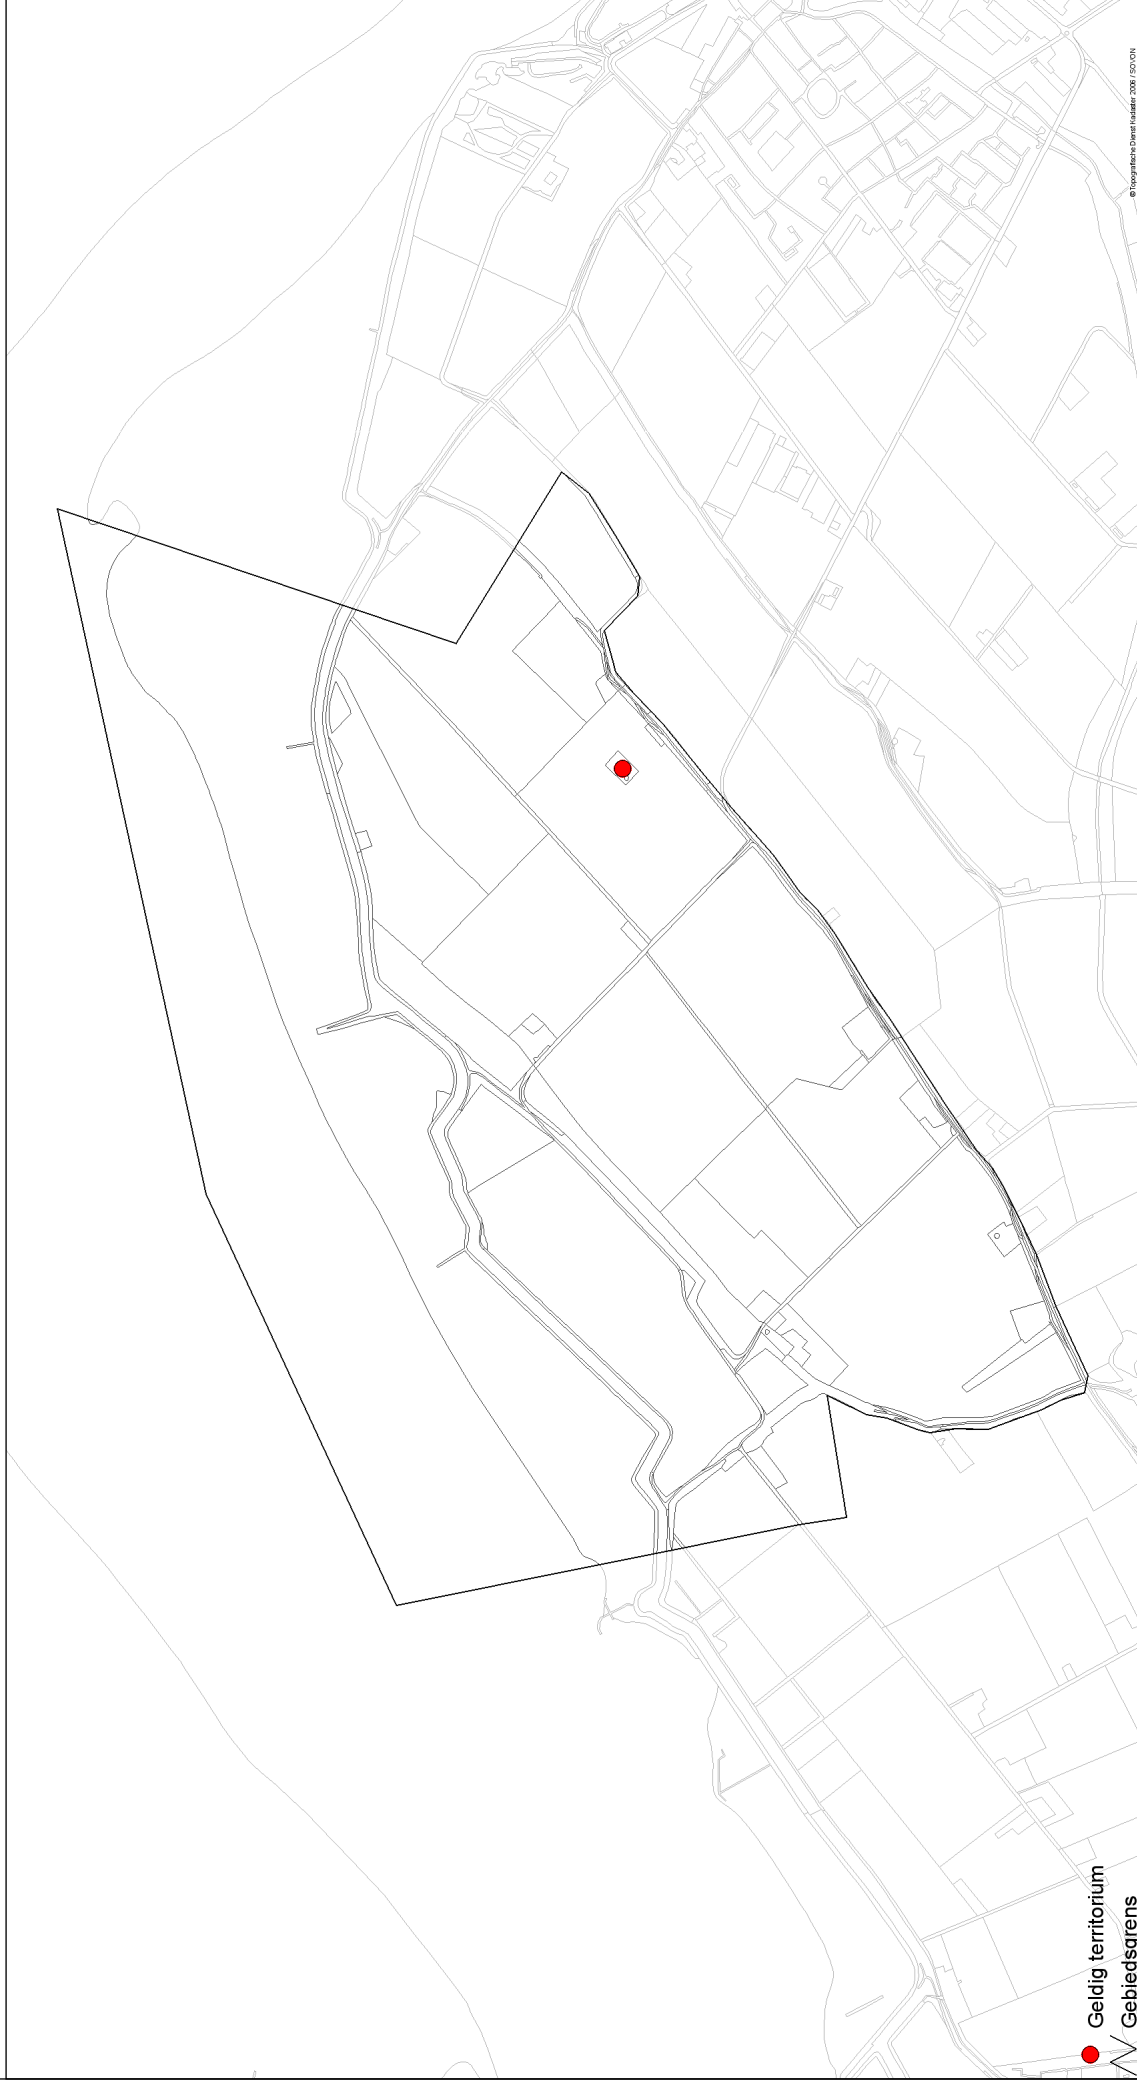 © Topografische Dienst Kadaster 2006 / SOVON
Geldig territorium
Gebiedsgrens